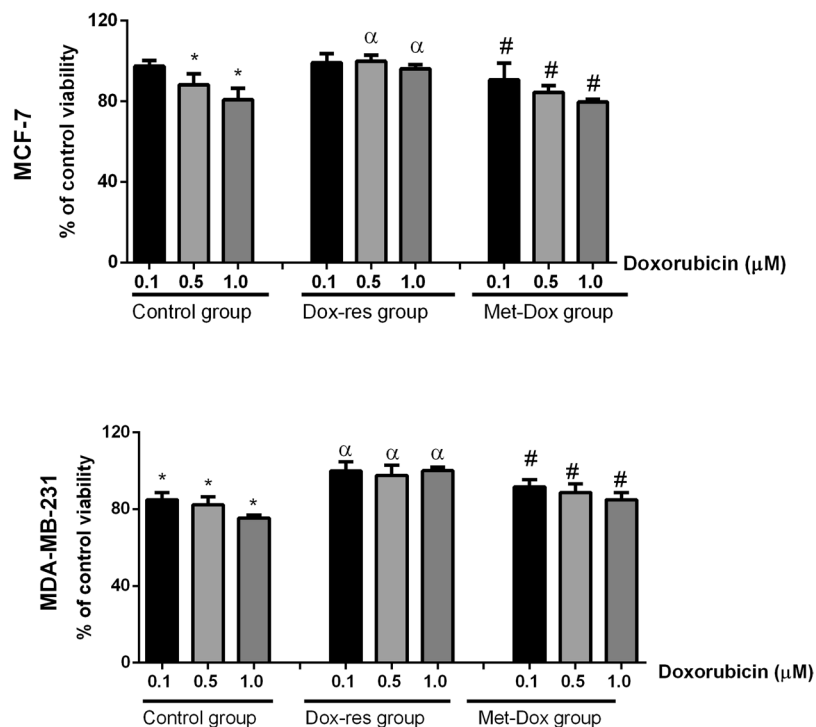 MCF-7
% of control viability
120
80
40
0
* *
α α
# # #
0.1 0.5 1.0 0.1 0.5 1.0 0.1 0.5 1.0
Doxorubicin (μM)
Control group Dox-res group Met-Dox group
MDA-MB-231
% of control viability
120
80
40
0
* * *
α α α
# # #
0.1 0.5 1.0 0.1 0.5 1.0 0.1 0.5 1.0
Doxorubicin (μM)
Control group Dox-res group Met-Dox group